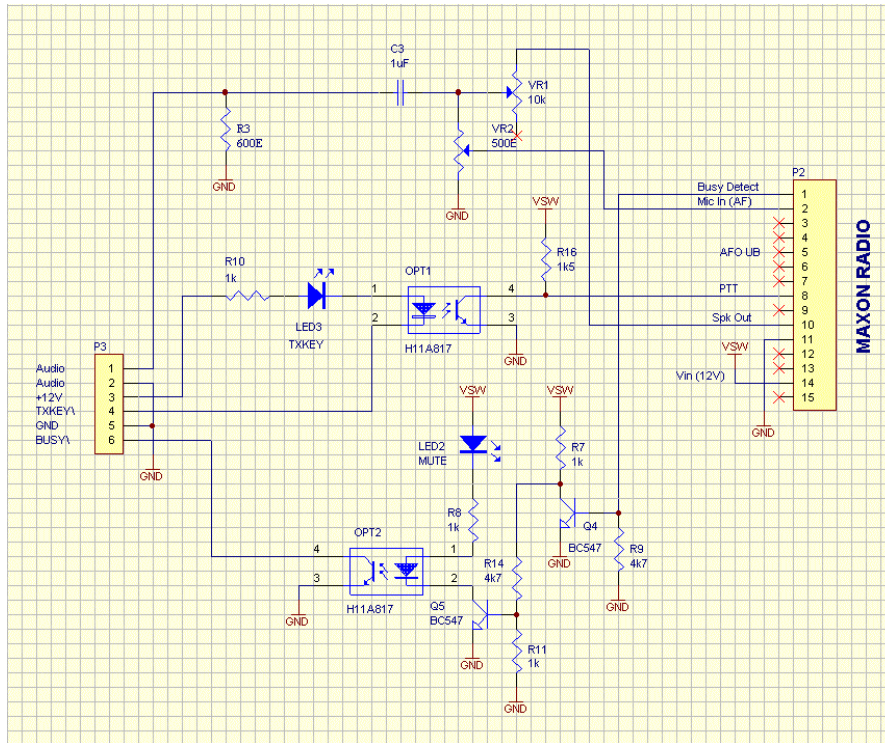 C3
1uF
VR1
10k
R3
600E
VR2
500E
GND
GND
P2
Busy Detect
Mic In (AF)
1
2
3
4
5
6
7
8
9
10
11
12
13
14
15
AFO UB
PTT
Spk Out
VSW
Vin (12V)
GND
MAXON RADIO
VSW
R16
1k5
R10
1k
LED3
TXKEY
OPT1
1
2
4
3
H11A817
GND
P3
Audio
Audio
+12V
TXKEY\
GND
BUSY\
1
2
3
4
5
6
GND
VSW
LED2
MUTE
R8
1k
VSW
R7
1k
Q4
BC547
GND
R9
4k7
GND
OPT2
4
3
1
2
H11A817
GND
R14
4k7
Q5
BC547
GND
R11
1k
GND